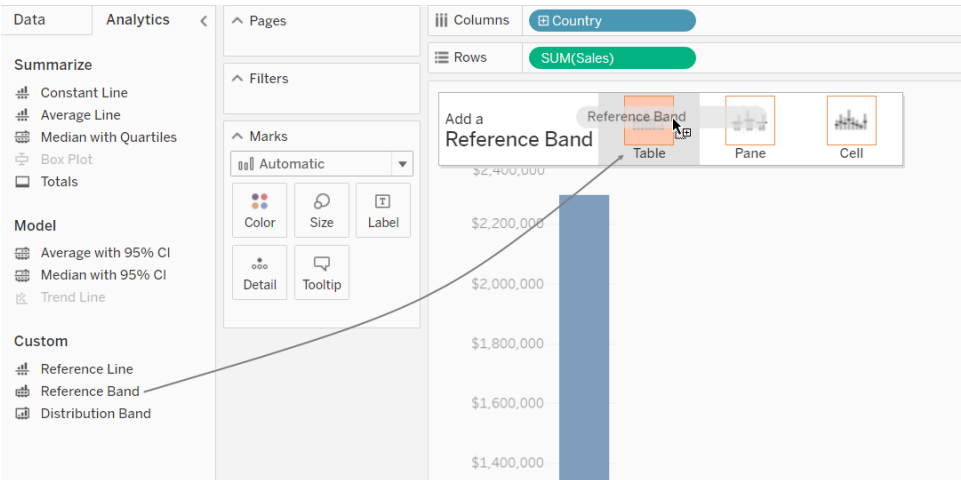 Data
Analytics
Summarize
Constant Line
Average Line
Median with Quartiles
Box Plot
Totals
Model
Average with 95% CI
Median with 95% CI
Trend Line
Custom
Reference Line
Reference Band
Distribution Band
Pages
Filters
Marks
Automatic
Color
Size
T
Label
Detail
Tooltip
Columns
Country
Rows
SUM(Sales)
Add a
Reference Band
Reference Band
Table
Pane
Cell
$2,400,000
$2,200,000
$2,000,000
$1,800,000
$1,600,000
$1,400,000